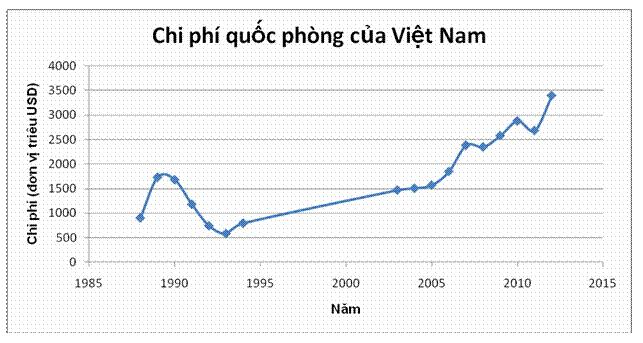 Chi phí quốc phòng của Việt Nam
Chi phí (đơn vị triêu USD)
4000
3500
3000
2500
2000
1500
1000
500
0
1985 1990 1995 2000 2005 2010 2015
Năm